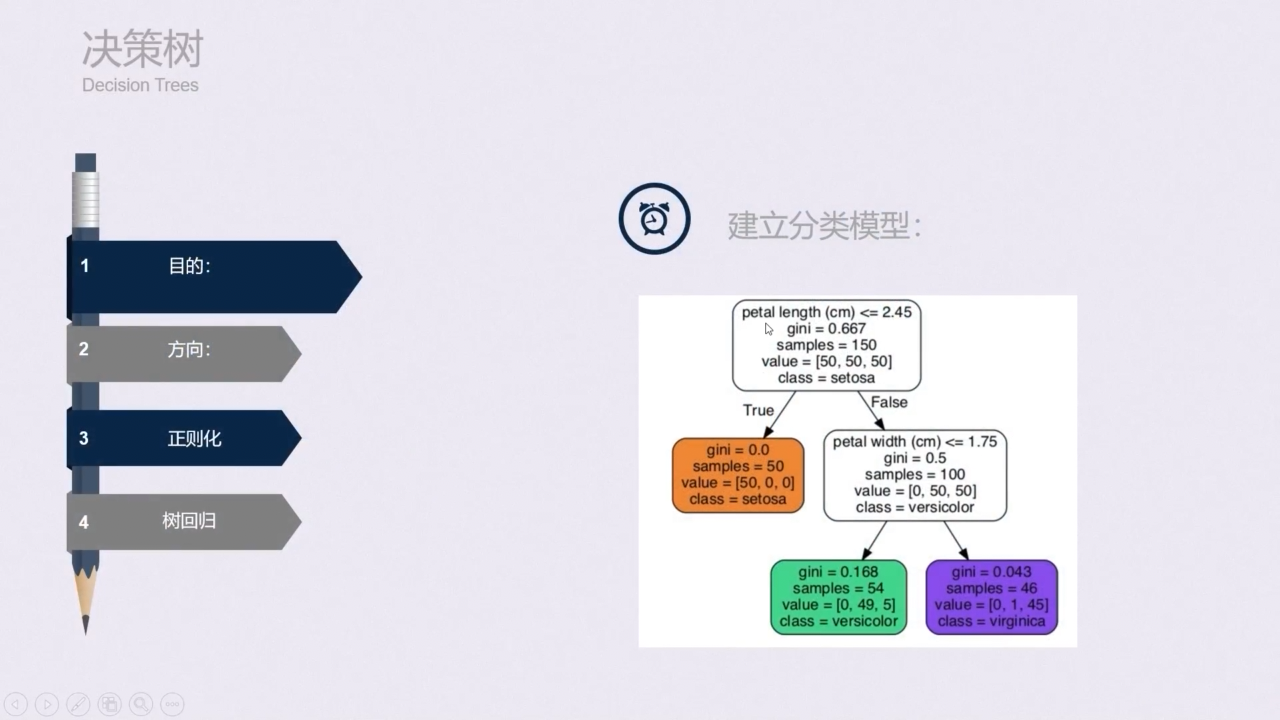 决策树
Decision Trees
1 目的:
2 方向:
3 正则化
4 树回归
建立分类模型:
petal length (cm) <= 2.45
gini = 0.667
samples = 150
value = [50, 50, 50]
class = setosa
True
False
gini = 0.0
samples = 50
value = [50, 0, 0]
class = setosa
petal width (cm) <= 1.75
gini = 0.5
samples = 100
value = [0, 50, 50]
class = versicolor
gini = 0.168
samples = 54
value = [0, 49, 5]
class = versicolor
gini = 0.043
samples = 46
value = [0, 1, 45]
class = virginica